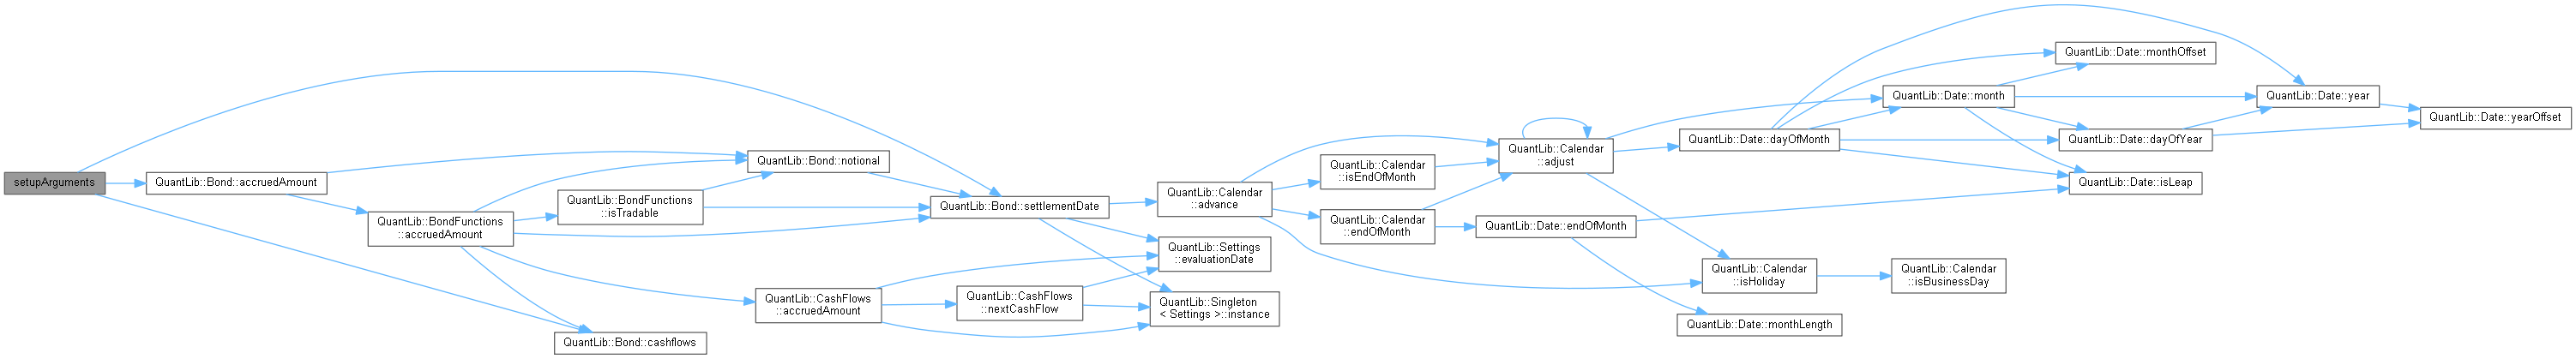 setupArguments
QuantLib::Bond::accruedAmount
QuantLib::BondFunctions
::accruedAmount
QuantLib::Bond::cashflows
QuantLib::BondFunctions
::isTradable
QuantLib::Bond::notional
QuantLib::CashFlows
::accruedAmount
QuantLib::Bond::settlementDate
QuantLib::CashFlows
::nextCashFlow
QuantLib::Calendar
::advance
QuantLib::Settings
::evaluationDate
QuantLib::Singleton
< Settings >::instance
QuantLib::Calendar
::isEndOfMonth
QuantLib::Calendar
::endOfMonth
QuantLib::Calendar
::adjust
QuantLib::Date::endOfMonth
QuantLib::Date::dayOfMonth
QuantLib::Calendar
::isHoliday
QuantLib::Date::monthLength
QuantLib::Date::month
QuantLib::Calendar
::isBusinessDay
QuantLib::Date::monthOffset
QuantLib::Date::dayOfYear
QuantLib::Date::isLeap
QuantLib::Date::year
QuantLib::Date::yearOffset